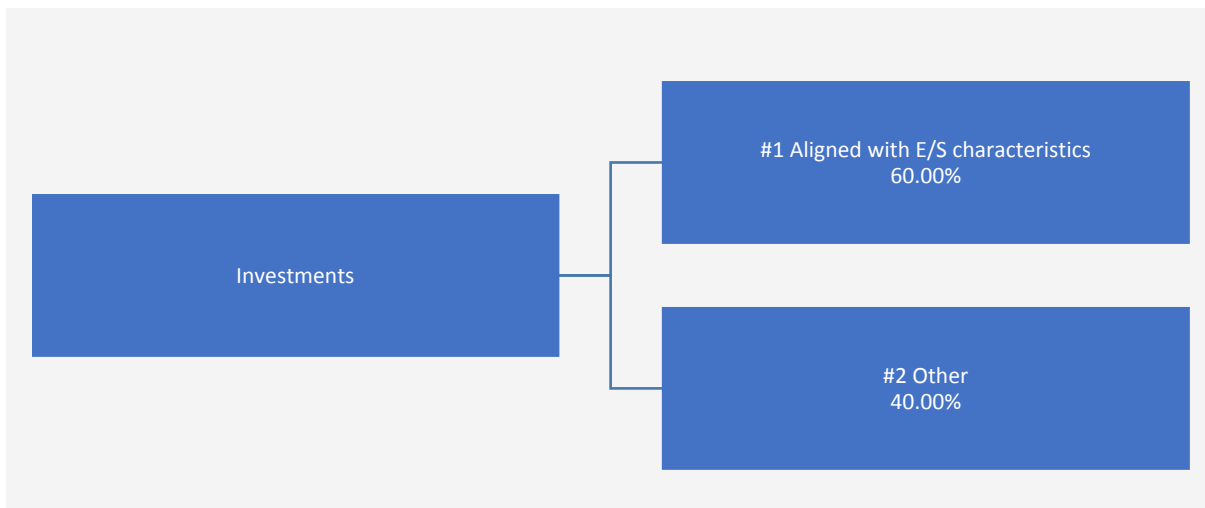 Investments
#1 Aligned with E/S characteristics
60.00%
#2 Other
40.00%